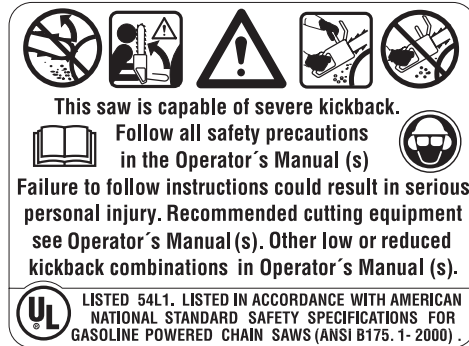 This saw is capable of severe kickback.
Follow all safety precautions
in the Operator´s Manual (s)
Failure to follow instructions could result in serious
personal injury. Recommended cutting equipment
see Operator´s Manual (s). Other low or reduced
kickback combinations in Operator´s Manual (s).
UL ®
LISTED 54L1. LISTED IN ACCORDANCE WITH AMERICAN
NATIONAL STANDARD SAFETY SPECIFICATIONS FOR
GASOLINE POWERED CHAIN SAWS (ANSI B175. 1- 2000) .